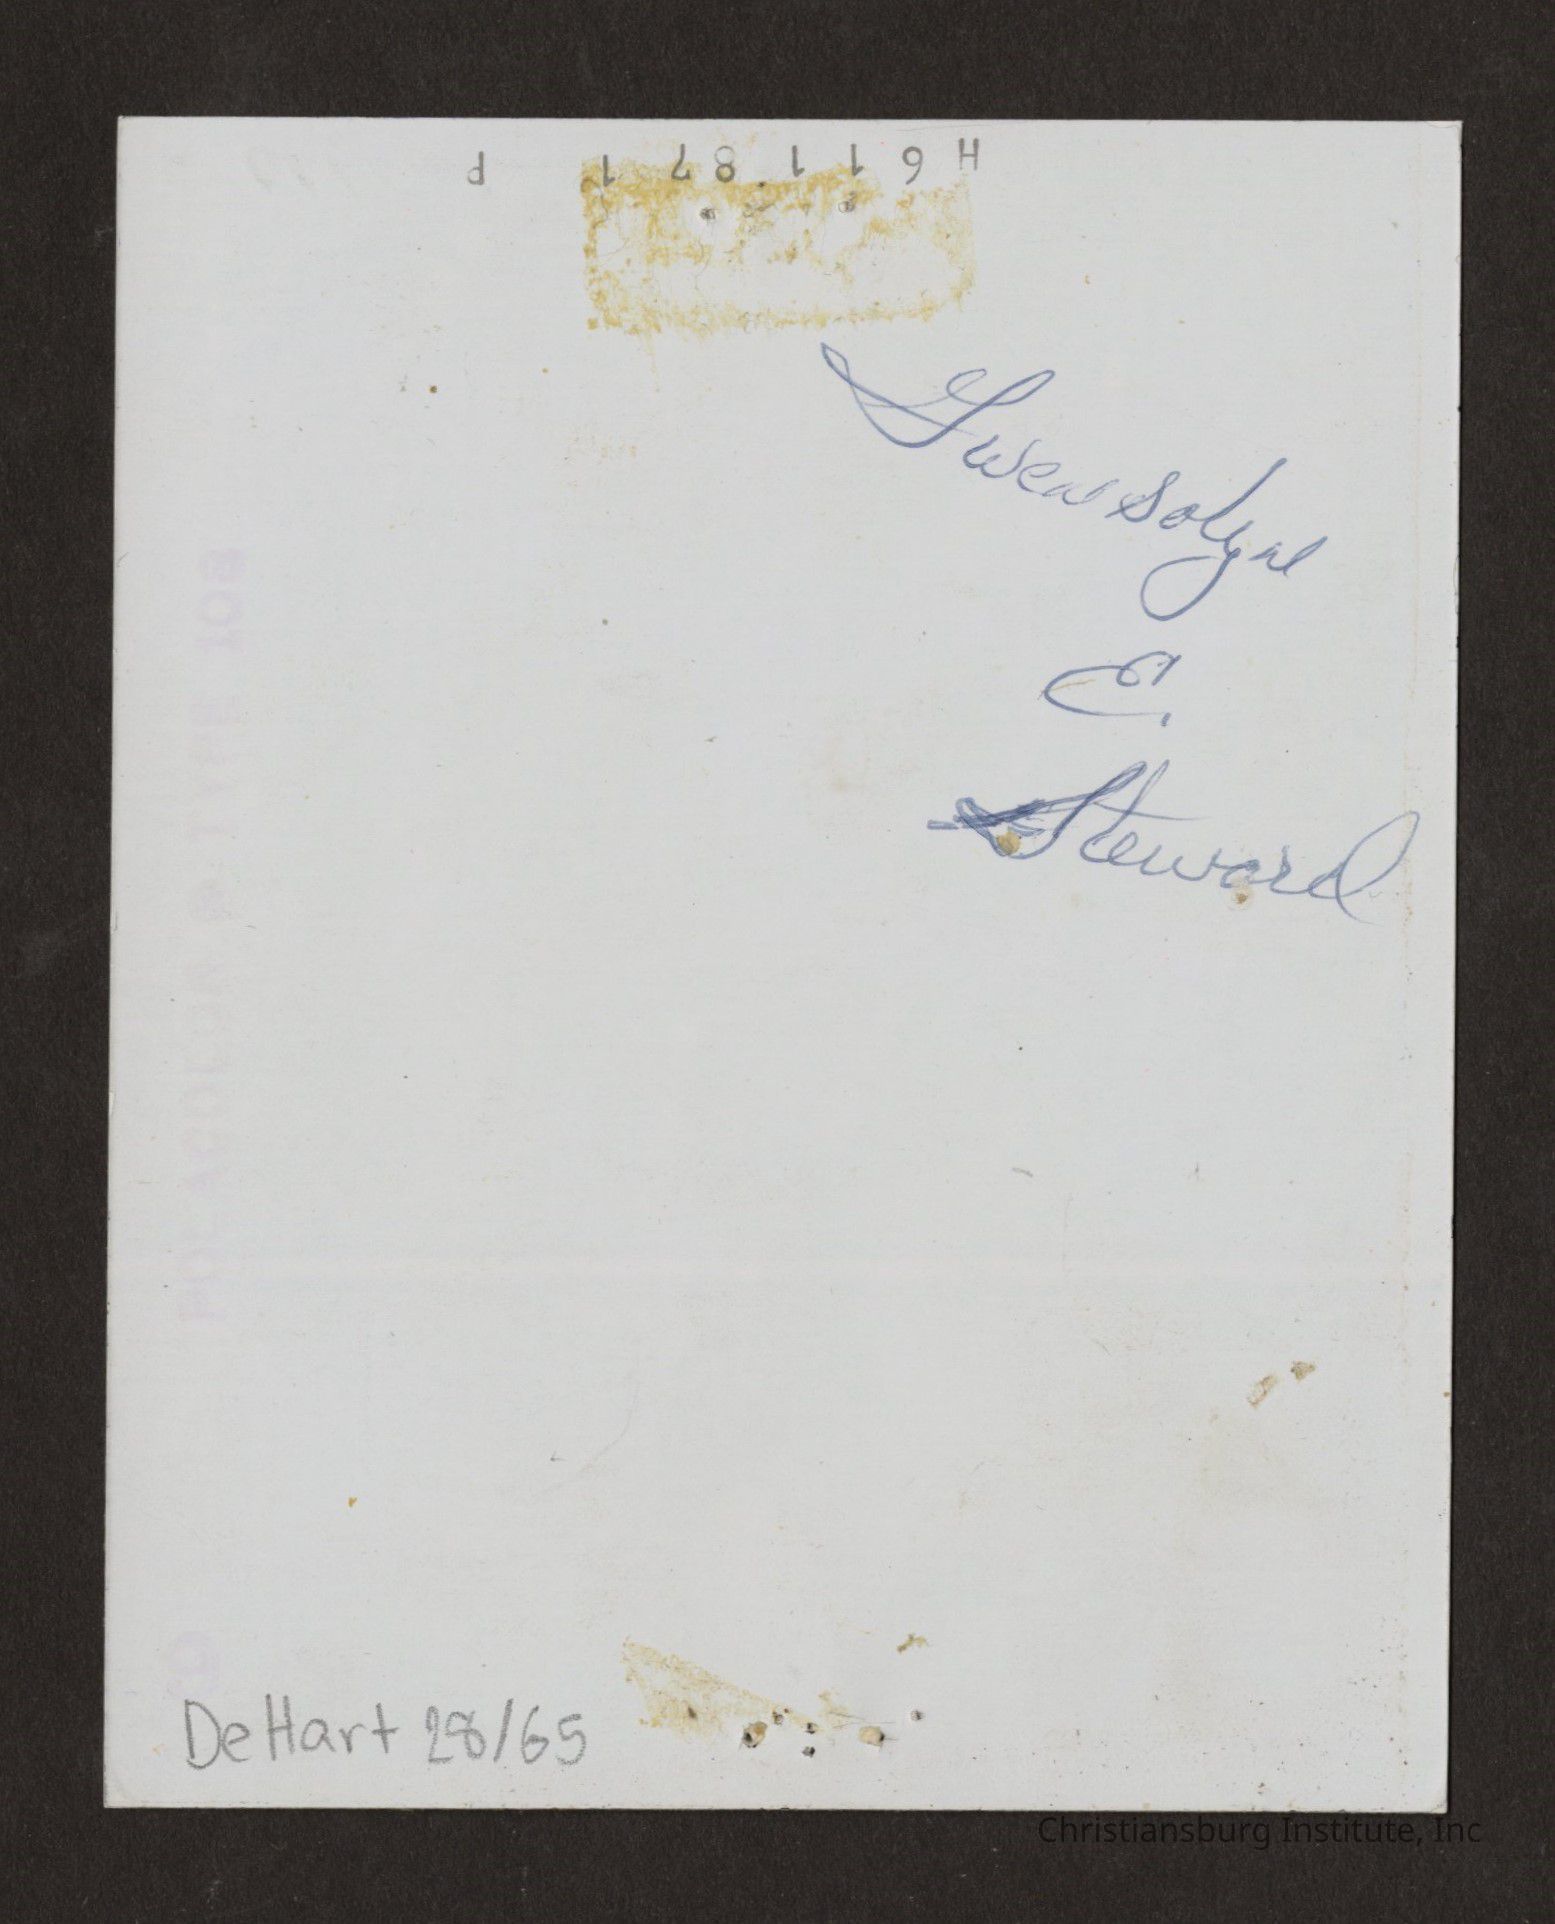 H611871 P
Gwendolyn
E.
Steward
DeHart 28/65
Christiansburg Institute, Inc